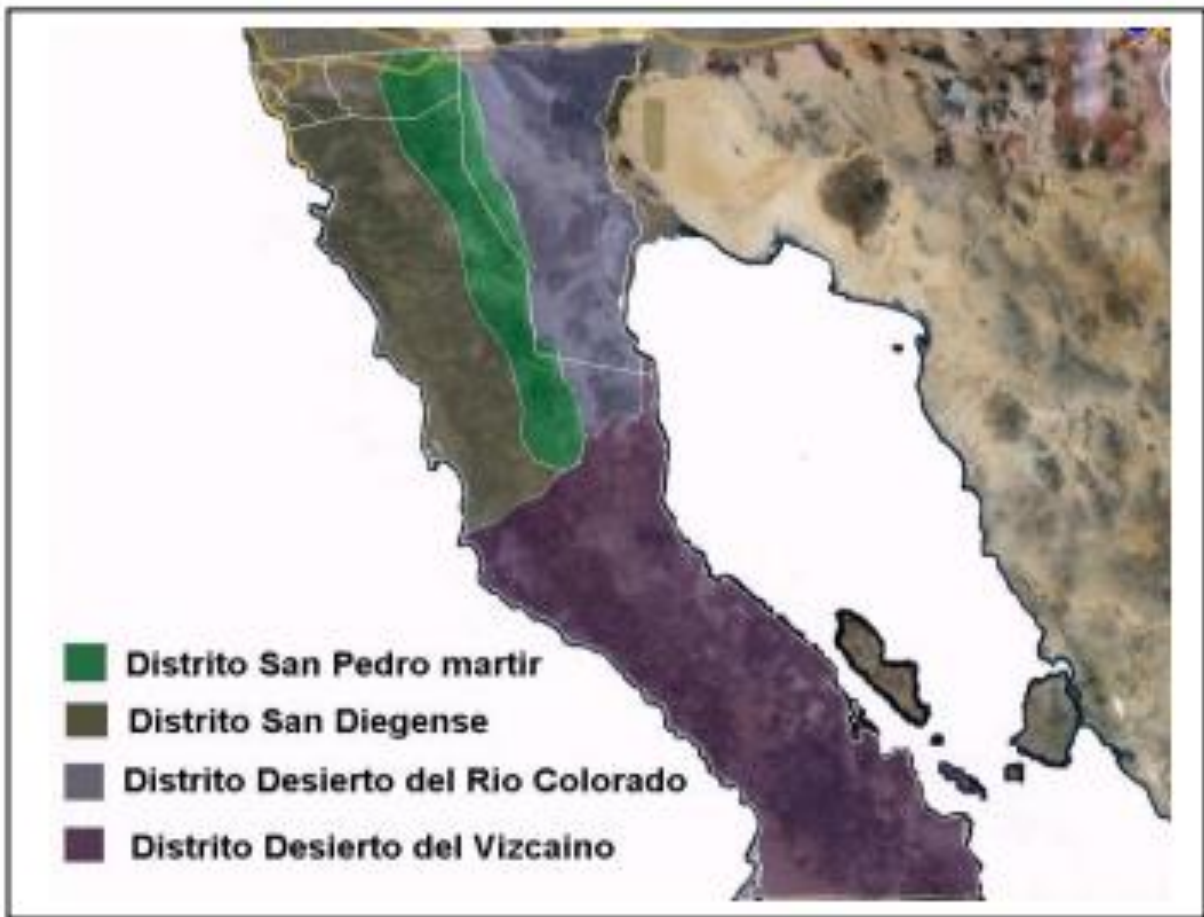 Distrito San Pedro martir
Distrito San Diegense
Distrito Desierto del Rio Colorado
Distrito Desierto del Vizcaino